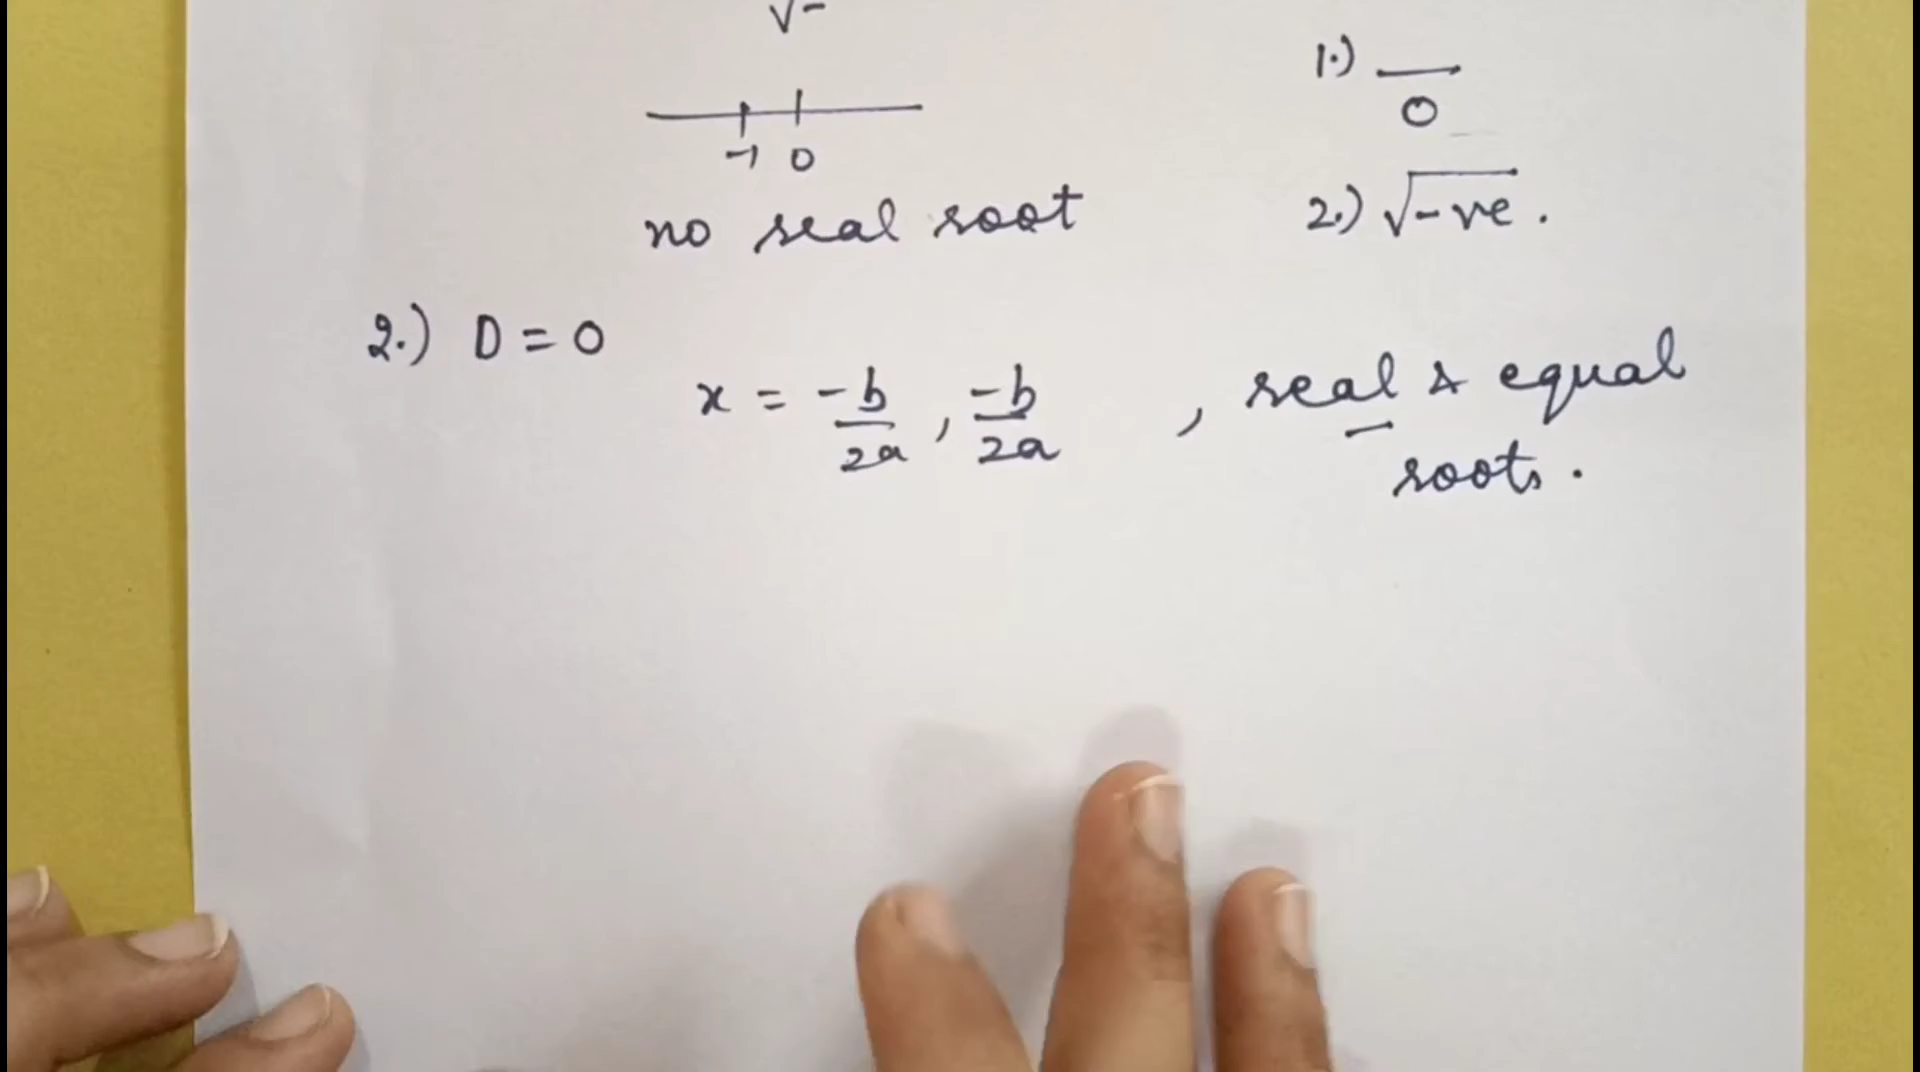 √-
-1 0
no real root
1.) — 0
2.) √-ve .
2.) D = 0
x = -b/2a , -b/2a , real & equal
roots .